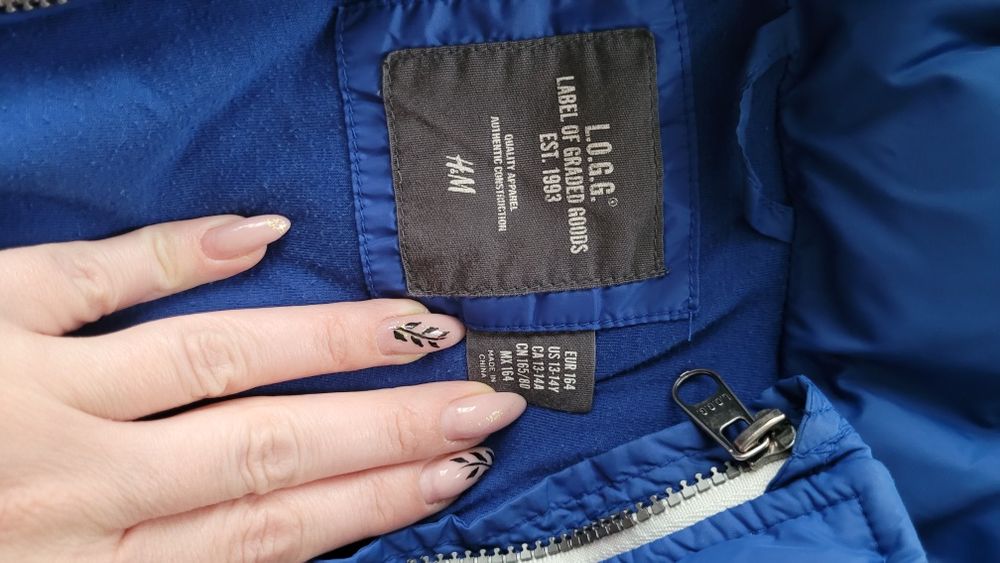 L.O.G.G.®
LABEL OF GRADED GOODS
EST. 1993
QUALITY APPAREL
AUTHENTIC CONSTRUCTION
H&M
EUR 164
US 13-14Y
CA 13-14A
CN 165/80
MX 164
MADE IN
CHINA
LOGG